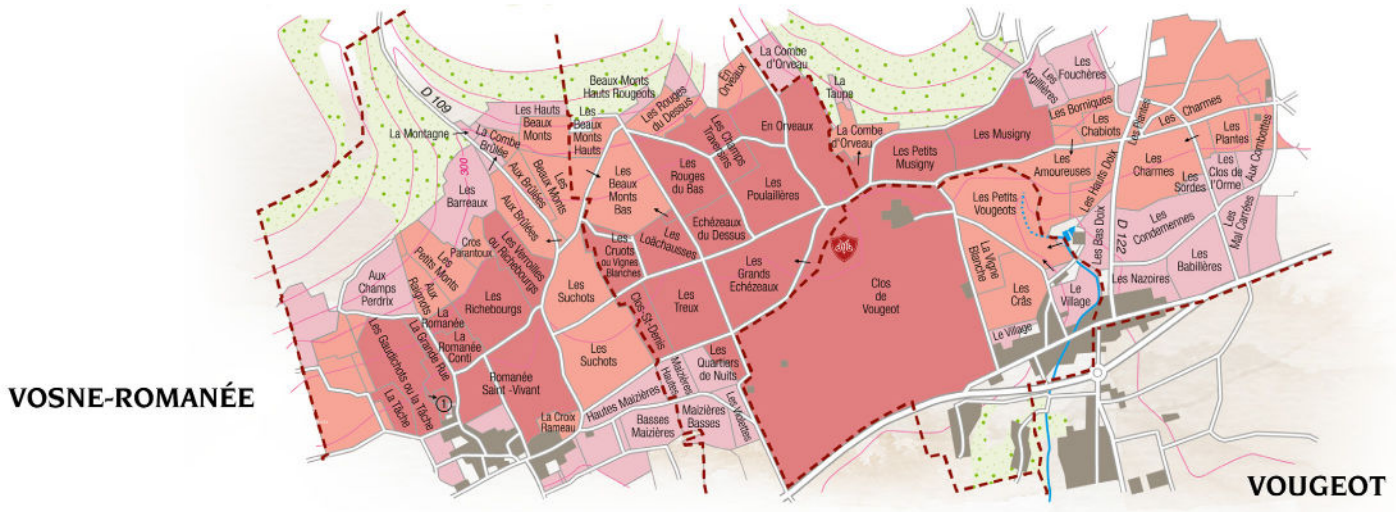 La Combe
d'Orveau
Les
Fouchères
Les
Argillières
En
Orveaux
Beaux Monts
Hauts Rougeots
La
Taupe
D 109
Les Rouges
du Dessus
Les Hauts
Beaux
Monts
Les
Beaux
Monts
Hauts
Les Borniques
Les
Chabiots
Les Plantes
Les Charmes
Les
Plantes
La Montagne
La Combe
Brûlée
Les Champs
Traversins
En Orveaux
La Combe
d'Orveau
Les Musigny
Les Petits
Musigny
Aux Combottes
300
Les
Beaux Monts
Aux Brûlées
Aux Brûlées
Les
Beaux
Monts
Bas
Les
Rouges
du Bas
Les
Poulaillères
Les
Amoureuses
Les Hauts Doix
Les
Charmes
Les
Sordes
Les
Clos de
l'Orme
Les
Barreaux
Les Petits
Vougeots
Les
Mal Carrées
Cros
Parantoux
Les Verroilles
ou Richebourgs
Echézeaux
du Dessus
Les
Loächausses
Les
Cruots
ou Vignes
Blanches
Les Bas Doix
D 122
Les
Condemennes
Les
Petits Monts
La Vigne
Blanche
Les
Babillères
Les Nazoires
Aux
Champs
Perdrix
Aux
Raignots
Les
Richebourgs
Les
Suchots
Les
Grands
Echézeaux
Clos
de
Vougeot
Les
Crâs
Le
Village
Les
Treux
Clos-St-Denis
La
Romanée
La
Romanée
Conti
La Grande Rue
Les Gaudichots ou la Tâche
La Tâche
Le Village
Les
Suchots
Les
Quartiers
de Nuits
Maizières
Hautes
Romanée
Saint -Vivant
VOSNE-ROMANÉE
1
La Croix
Rameau
Hautes Maizières
Basses
Maizières
Maizières
Basses
Les Violettes
VOUGEOT